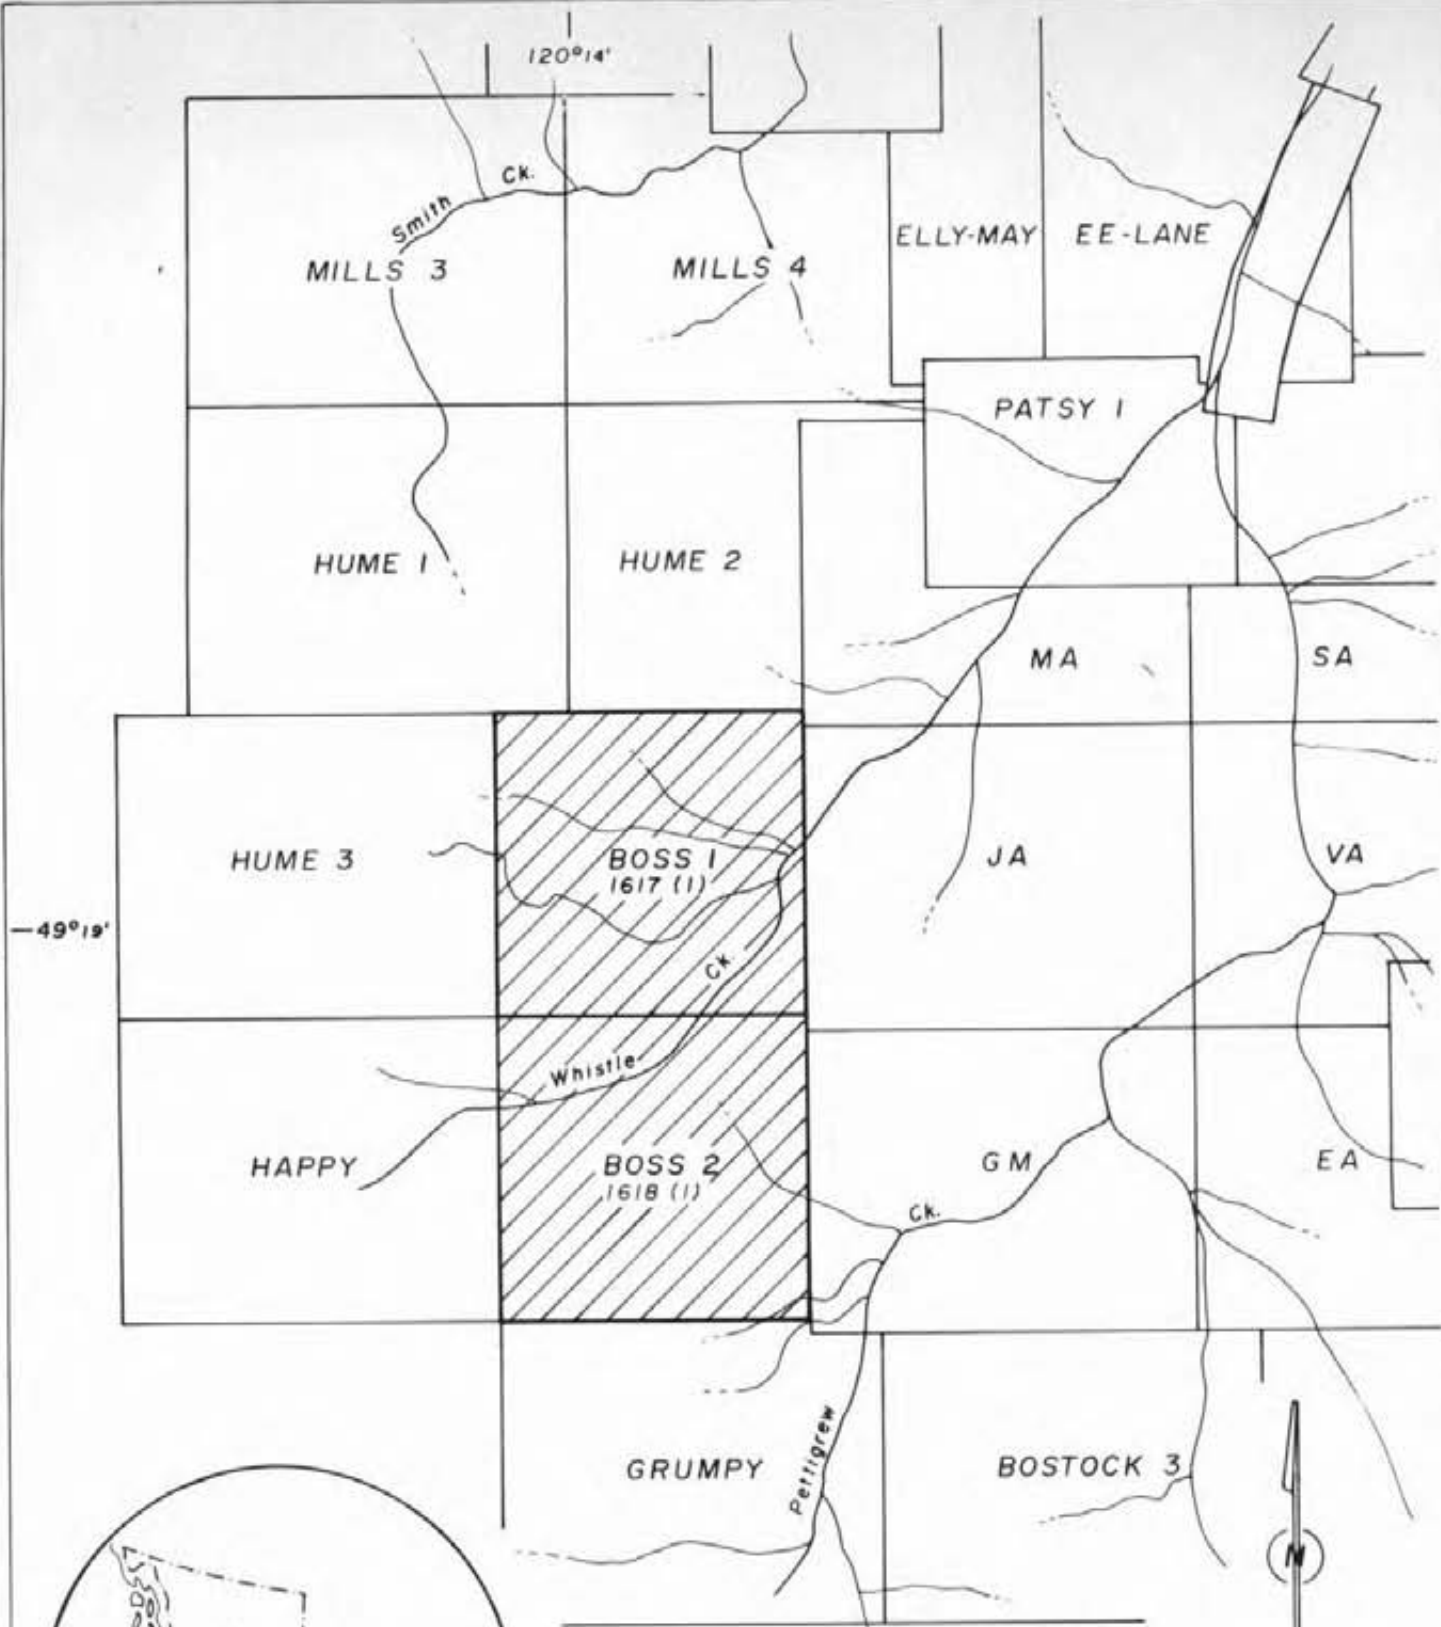 120°14'
Smith Ck.
MILLS 3
MILLS 4
ELLY-MAY
EE-LANE
PATSY 1
HUME 1
HUME 2
MA
SA
HUME 3
BOSS 1
1617 (1)
JA
VA
—49°19'
Whistle Ck.
HAPPY
BOSS 2
1618 (1)
GM
EA
Pettigrew Ck.
GRUMPY
BOSTOCK 3
N